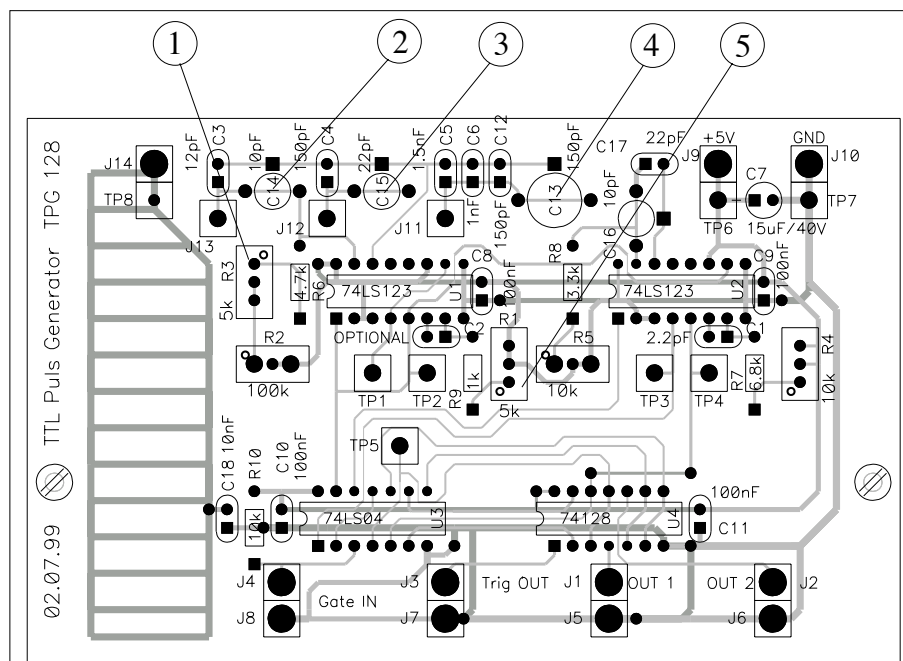 1
2
3
4
5
J14
12pF
C3
10pF
150pF
C4
22pF
1.5nF
C5
C6
C12
150pF
C17
22pF
+5V
J9
GND
J10
TP8
C14
C15
C13
10pF
C7
TP6
TP7
15uF/40V
J13
J12
J11
1nF
150pF
R8
C16
R3
5k
4.7k
R6
74LS123
U1
C8
100nF
3.3k
74LS123
U2
C9
100nF
R2
100k
OPTIONAL
C2
R1
R5
10k
2.2pF
C1
R4
10k
TP1
TP2
R9
1k
5k
TP3
TP4
R7
6.8k
TP5
C18
10nF
R10
10k
C10
100nF
74LS04
U3
74128
U4
100nF
C11
J4
J8
Gate IN
J3
J7
Trig OUT
J1
J5
OUT 1
OUT 2
J2
J6
02.07.99 TTL Puls Generator TPG 128